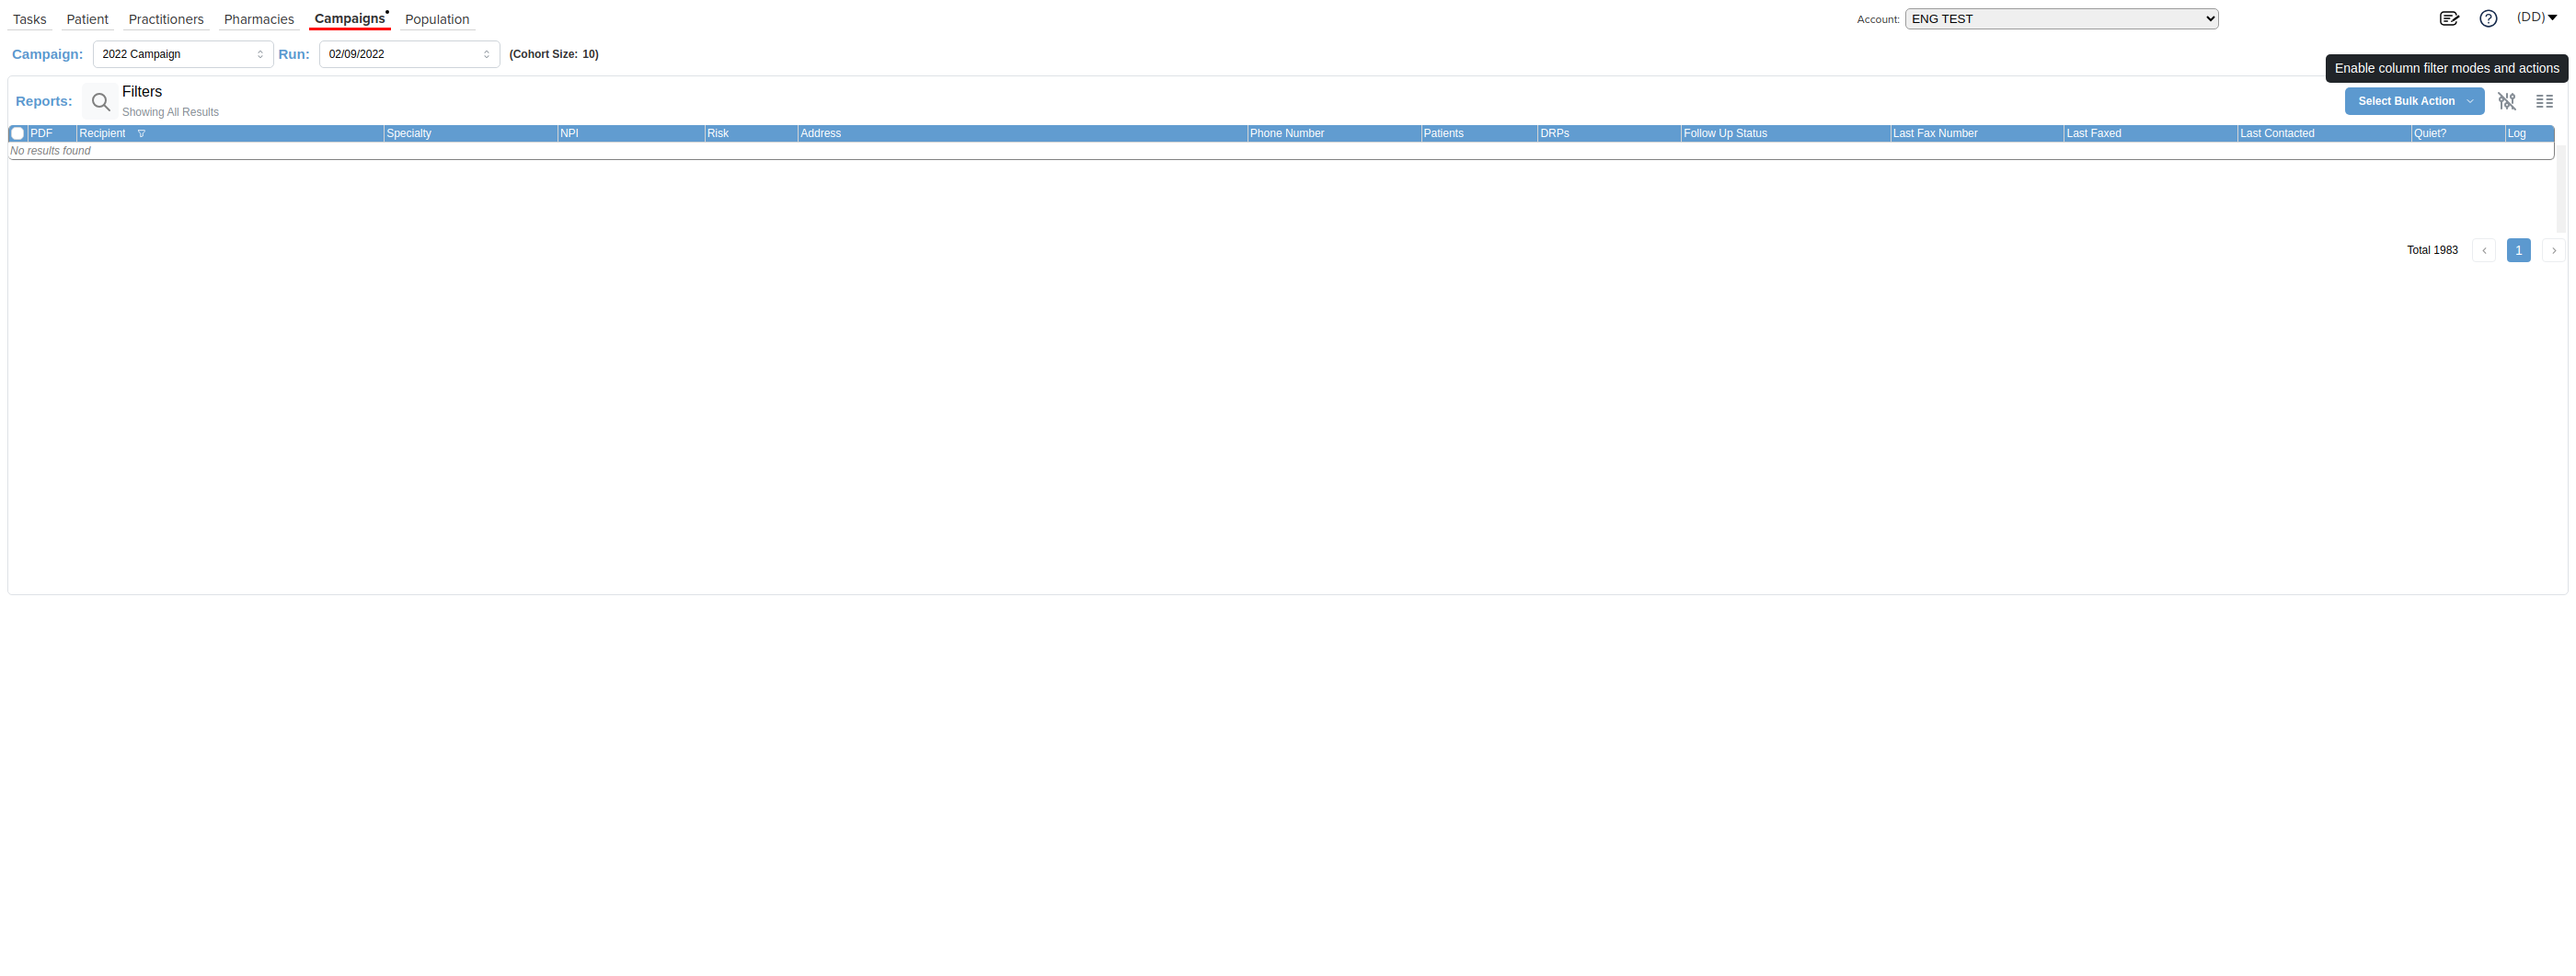 Tasks Patient Practitioners Pharmacies Campaigns Population Account: ENG TEST (DD)
Campaign: 2022 Campaign Run: 02/09/2022 (Cohort Size: 10)
Enable column filter modes and actions
Reports: Filters Select Bulk Action
Showing All Results
PDF Recipient Specialty NPI Risk Address Phone Number Patients DRPs Follow Up Status Last Fax Number Last Faxed Last Contacted Quiet? Log
No results found
Total 1983 1